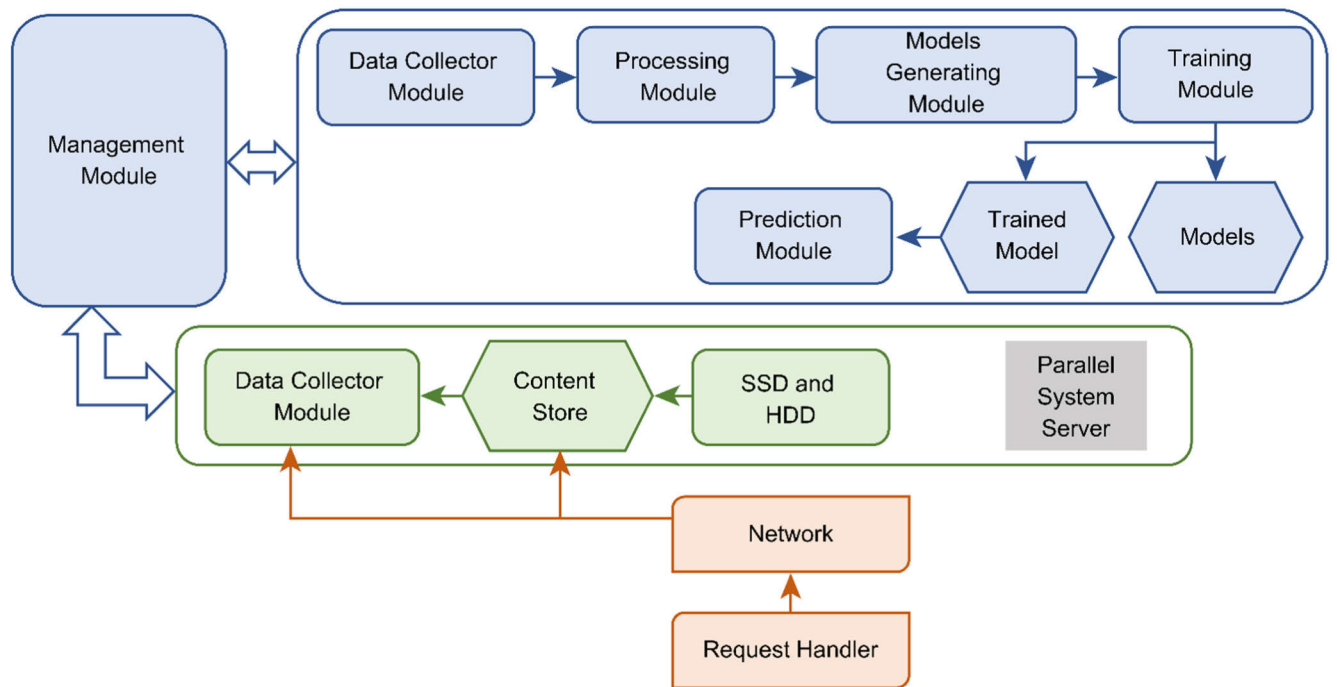 Management
Module
Data Collector
Module
Processing
Module
Models
Generating
Module
Training
Module
Prediction
Module
Trained
Model
Models
Data Collector
Module
Content
Store
SSD and
HDD
Parallel
System
Server
Network
Request Handler